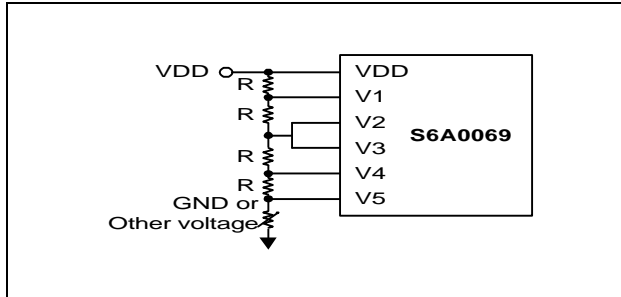 VDD VDD
R
V1
R V2
S6A0069
V3
R
V4
R
GND or V5
Other voltage